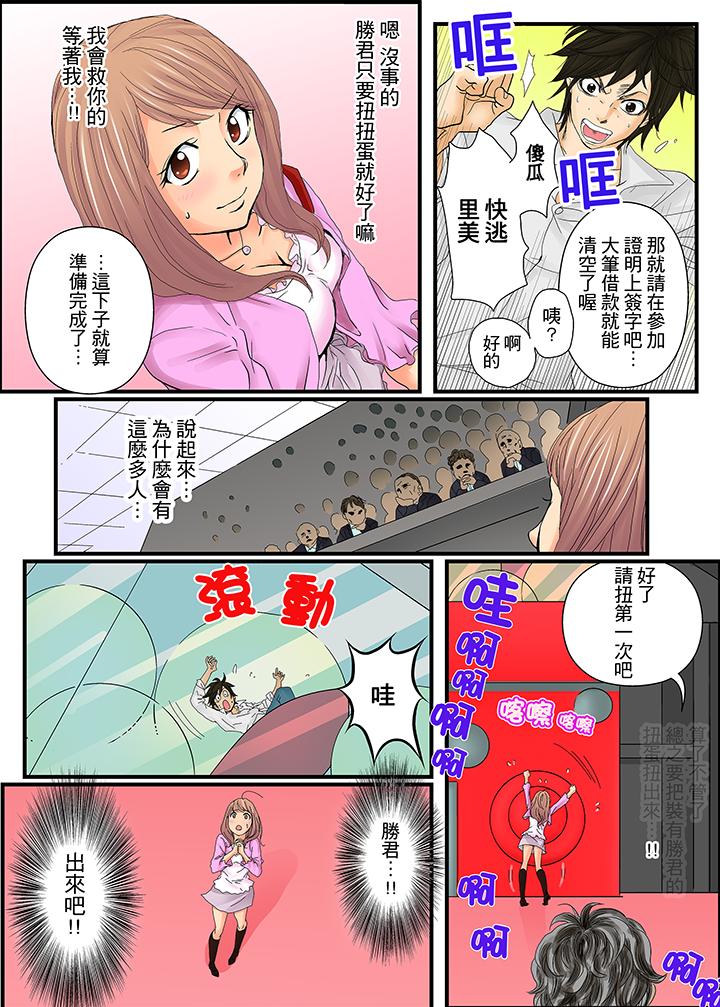 哐
哐
傻瓜
快逃
里美
那就請在參加
證明上簽字吧…
大筆借款就能
清空了喔
咦？
啊
好的
嗯 沒事的
勝君只要扭扭蛋就好了嘛
我會救你的
等著我…!!
…這下子就算
準備完成了…
說起來…
為什麼會有
這麼多人…
好了
請扭第一次吧
哇
啊
啊
啊
啊
喀嚓
喀嚓
算了不管了
總之要把裝有勝君的
扭蛋扭出來…!!
啊
啊
啊
滾動
哇
勝君…!!
出來吧!!